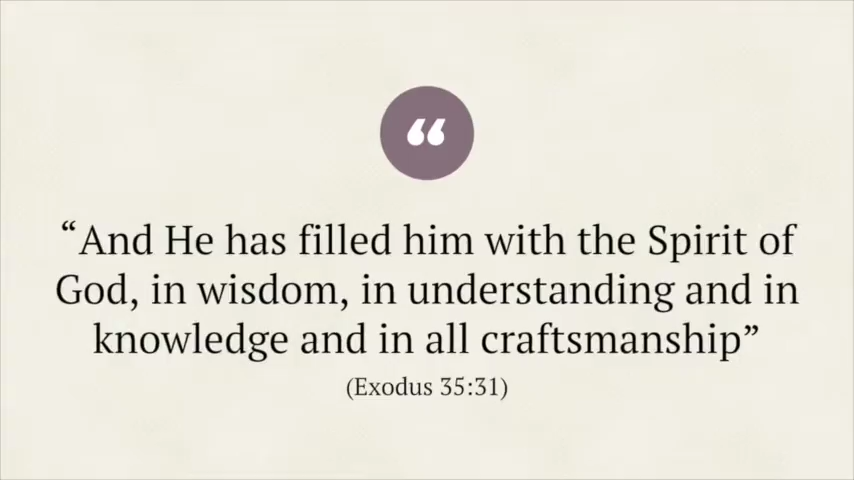 “And He has filled him with the Spirit of
God, in wisdom, in understanding and in
knowledge and in all craftsmanship”
(Exodus 35:31)